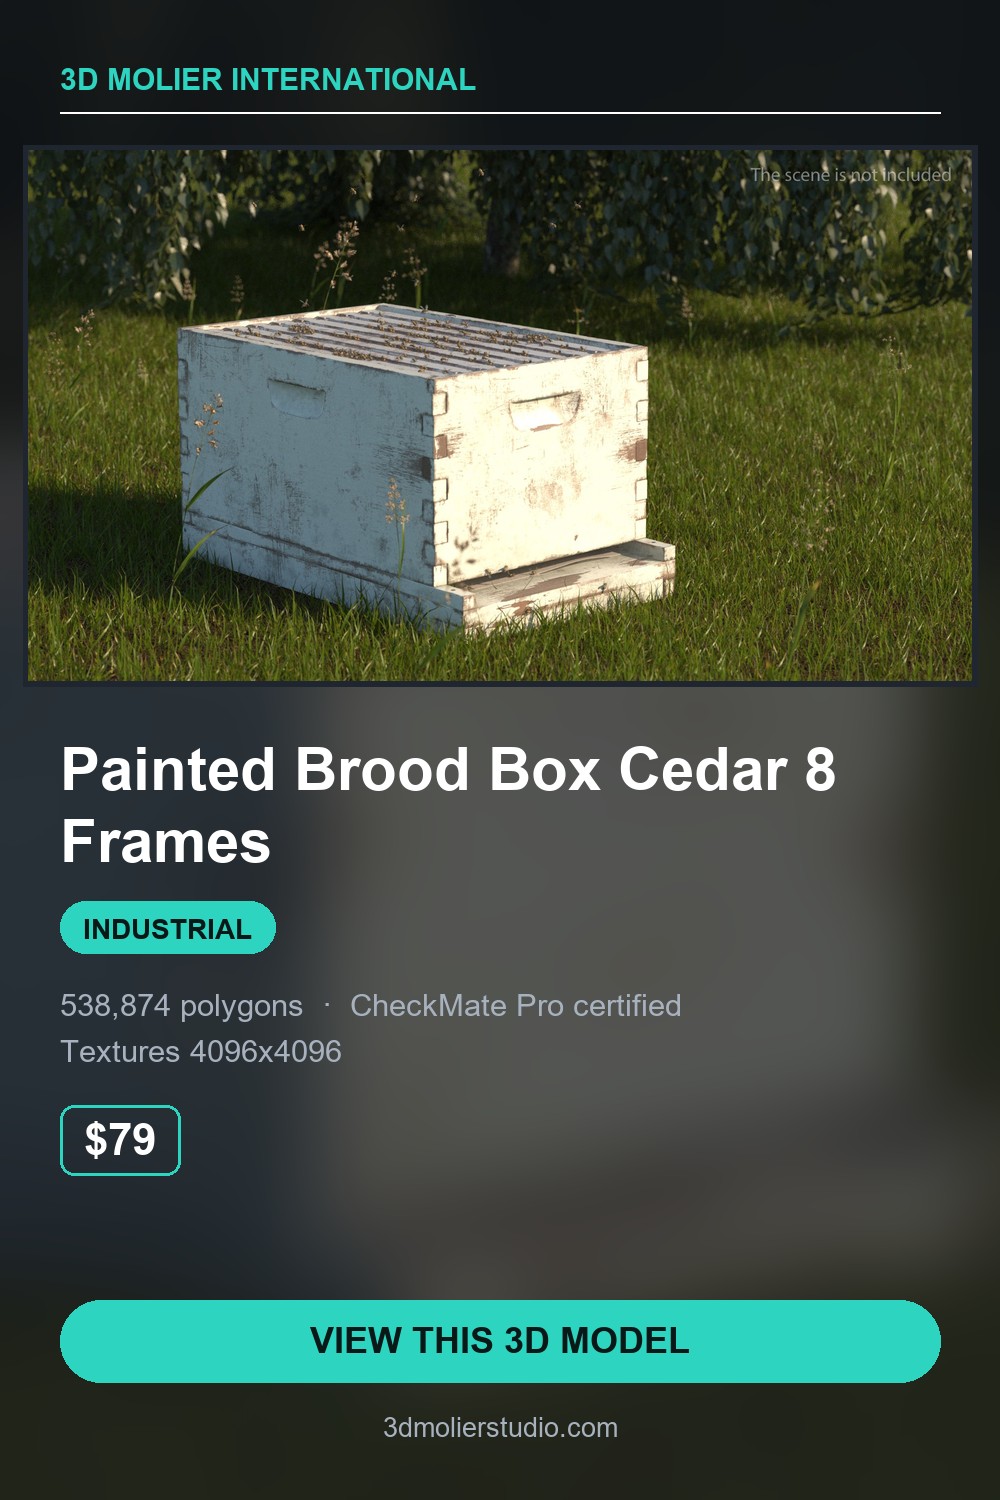 3D MOLIER INTERNATIONAL
The scene is not included
Painted Brood Box Cedar 8
Frames
INDUSTRIAL
538,874 polygons · CheckMate Pro certified
Textures 4096x4096
$79
VIEW THIS 3D MODEL
3dmolierstudio.com